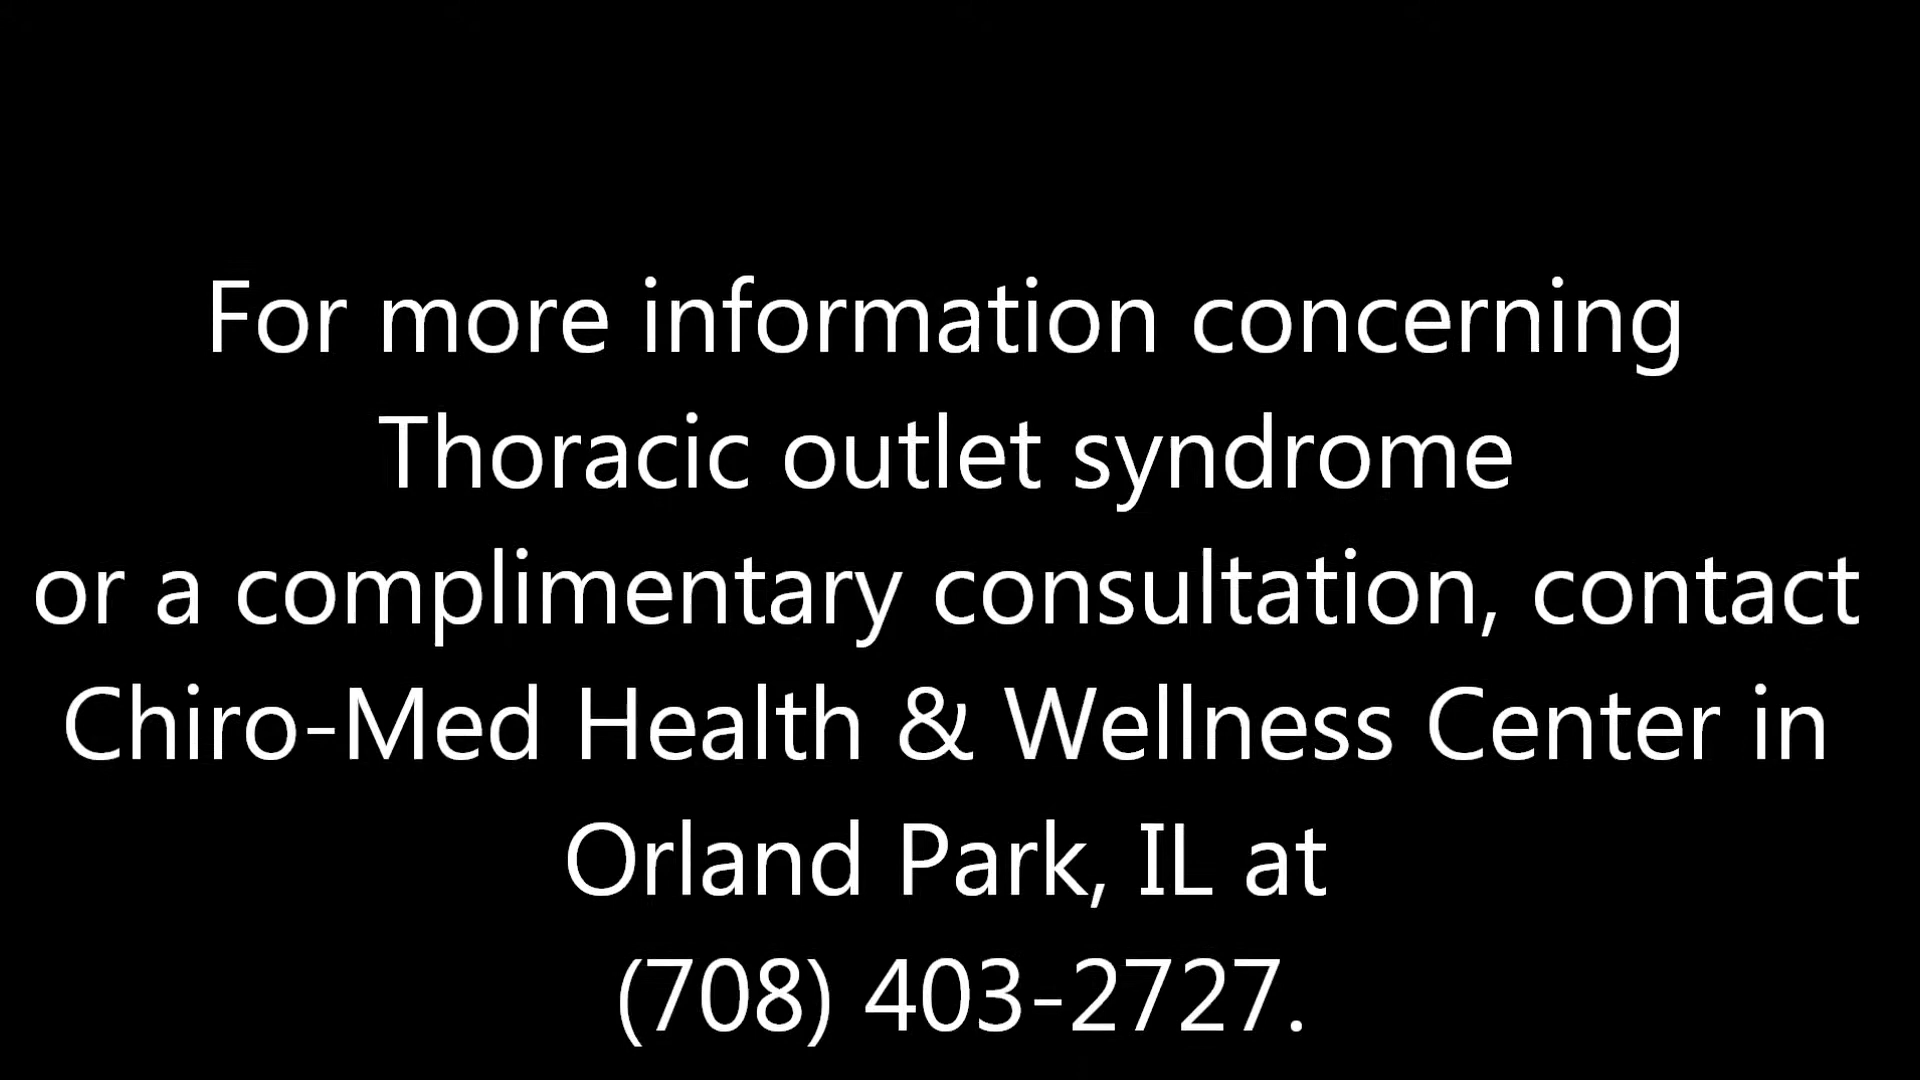 For more information concerning
Thoracic outlet syndrome
or a complimentary consultation, contact
Chiro-Med Health & Wellness Center in
Orland Park, IL at
(708) 403-2727.